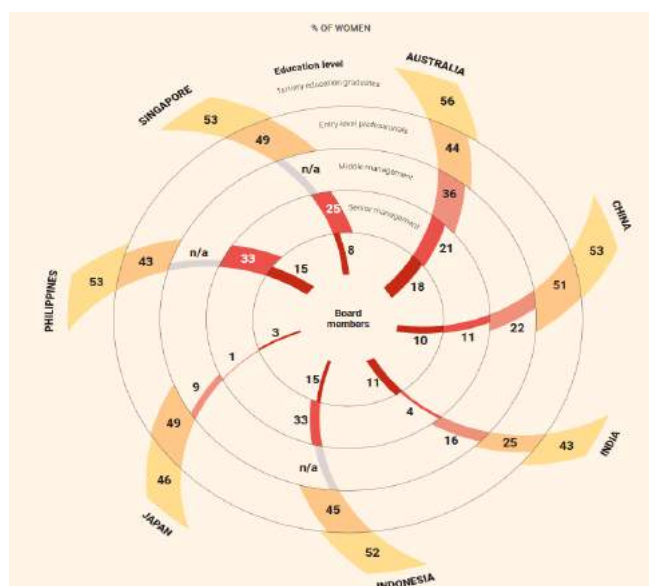 % OF WOMEN
Education level
Tertiary education graduates
Entry-level professionals
Middle management
Senior management
Board
members
AUSTRALIA
56
44
36
21
18
CHINA
53
51
22
11
10
INDIA
43
25
16
4
11
INDONESIA
52
45
n/a
33
15
JAPAN
46
49
9
1
3
PHILIPPINES
53
43
n/a
33
15
SINGAPORE
53
49
n/a
25
8